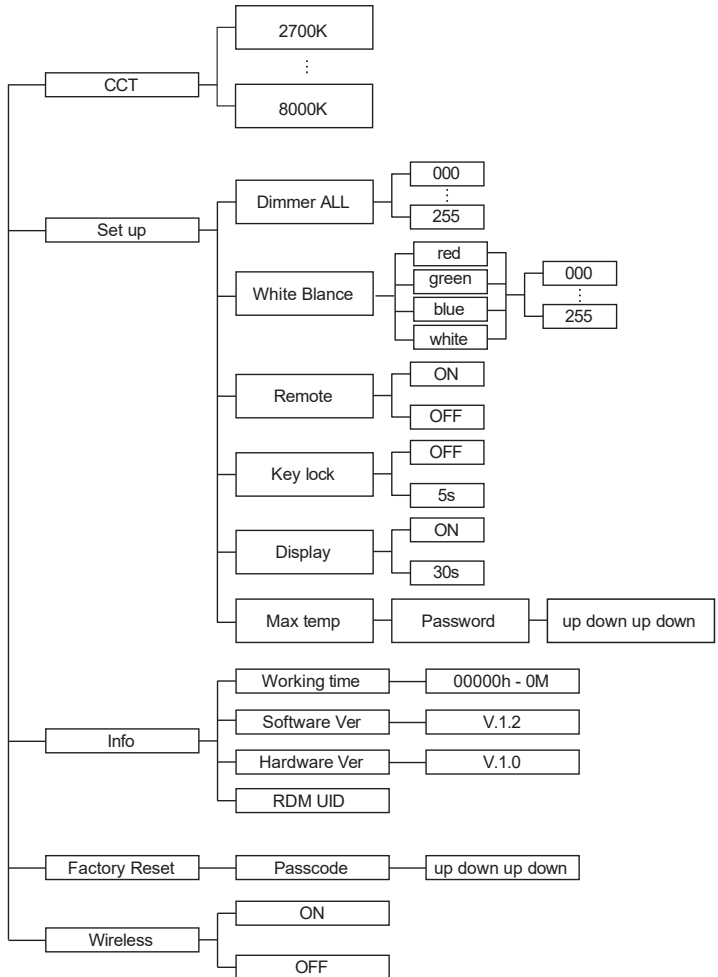 2700K
CCT
8000K
000
Dimmer ALL
255
Set up
red
green
blue
white
White Blance
000
255
ON
Remote
OFF
OFF
Key lock
5s
ON
Display
30s
Max temp
Password
up down up down
Working time
00000h - 0M
Software Ver
V.1.2
Info
Hardware Ver
V.1.0
RDM UID
Factory Reset
Passcode
up down up down
ON
Wireless
OFF